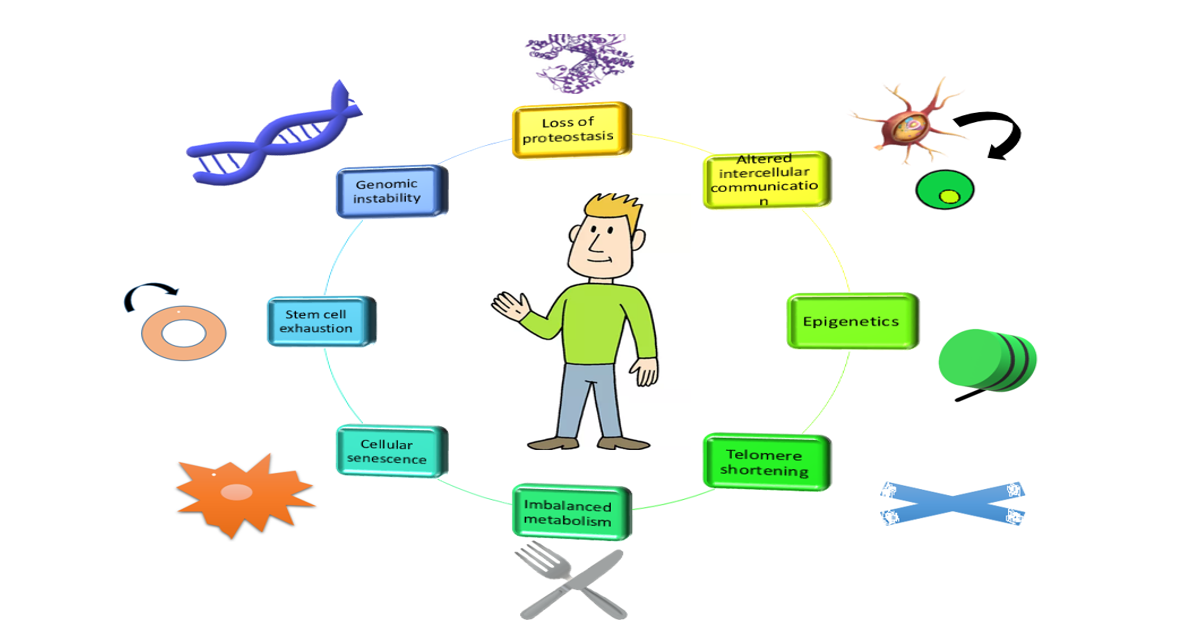 Loss of
proteostasis
Altered
intercellular
communicatio
n
Genomic
instability
Stem cell
exhaustion
Epigenetics
Cellular
senescence
Telomere
shortening
Imbalanced
metabolism